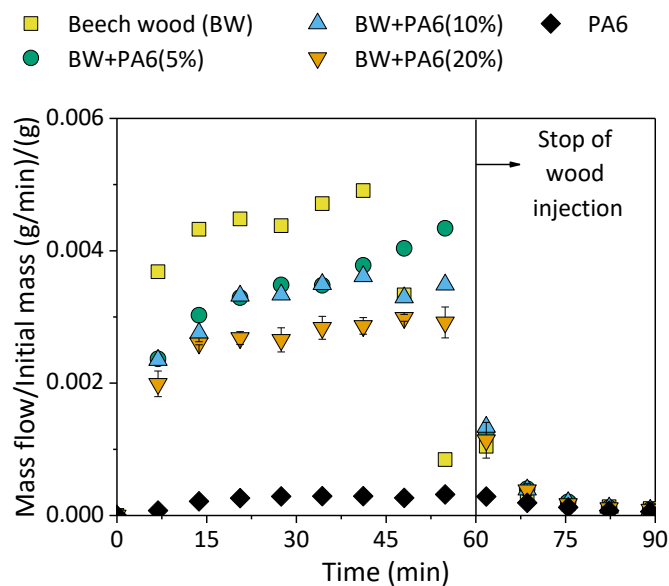 Beech wood (BW) BW+PA6(10%) PA6
BW+PA6(5%) BW+PA6(20%)
0.006
Stop of
wood
injection
0.004
0.002
0.000
Mass flow/Initial mass (g/min)/(g)
0 15 30 45 60 75 90
Time (min)